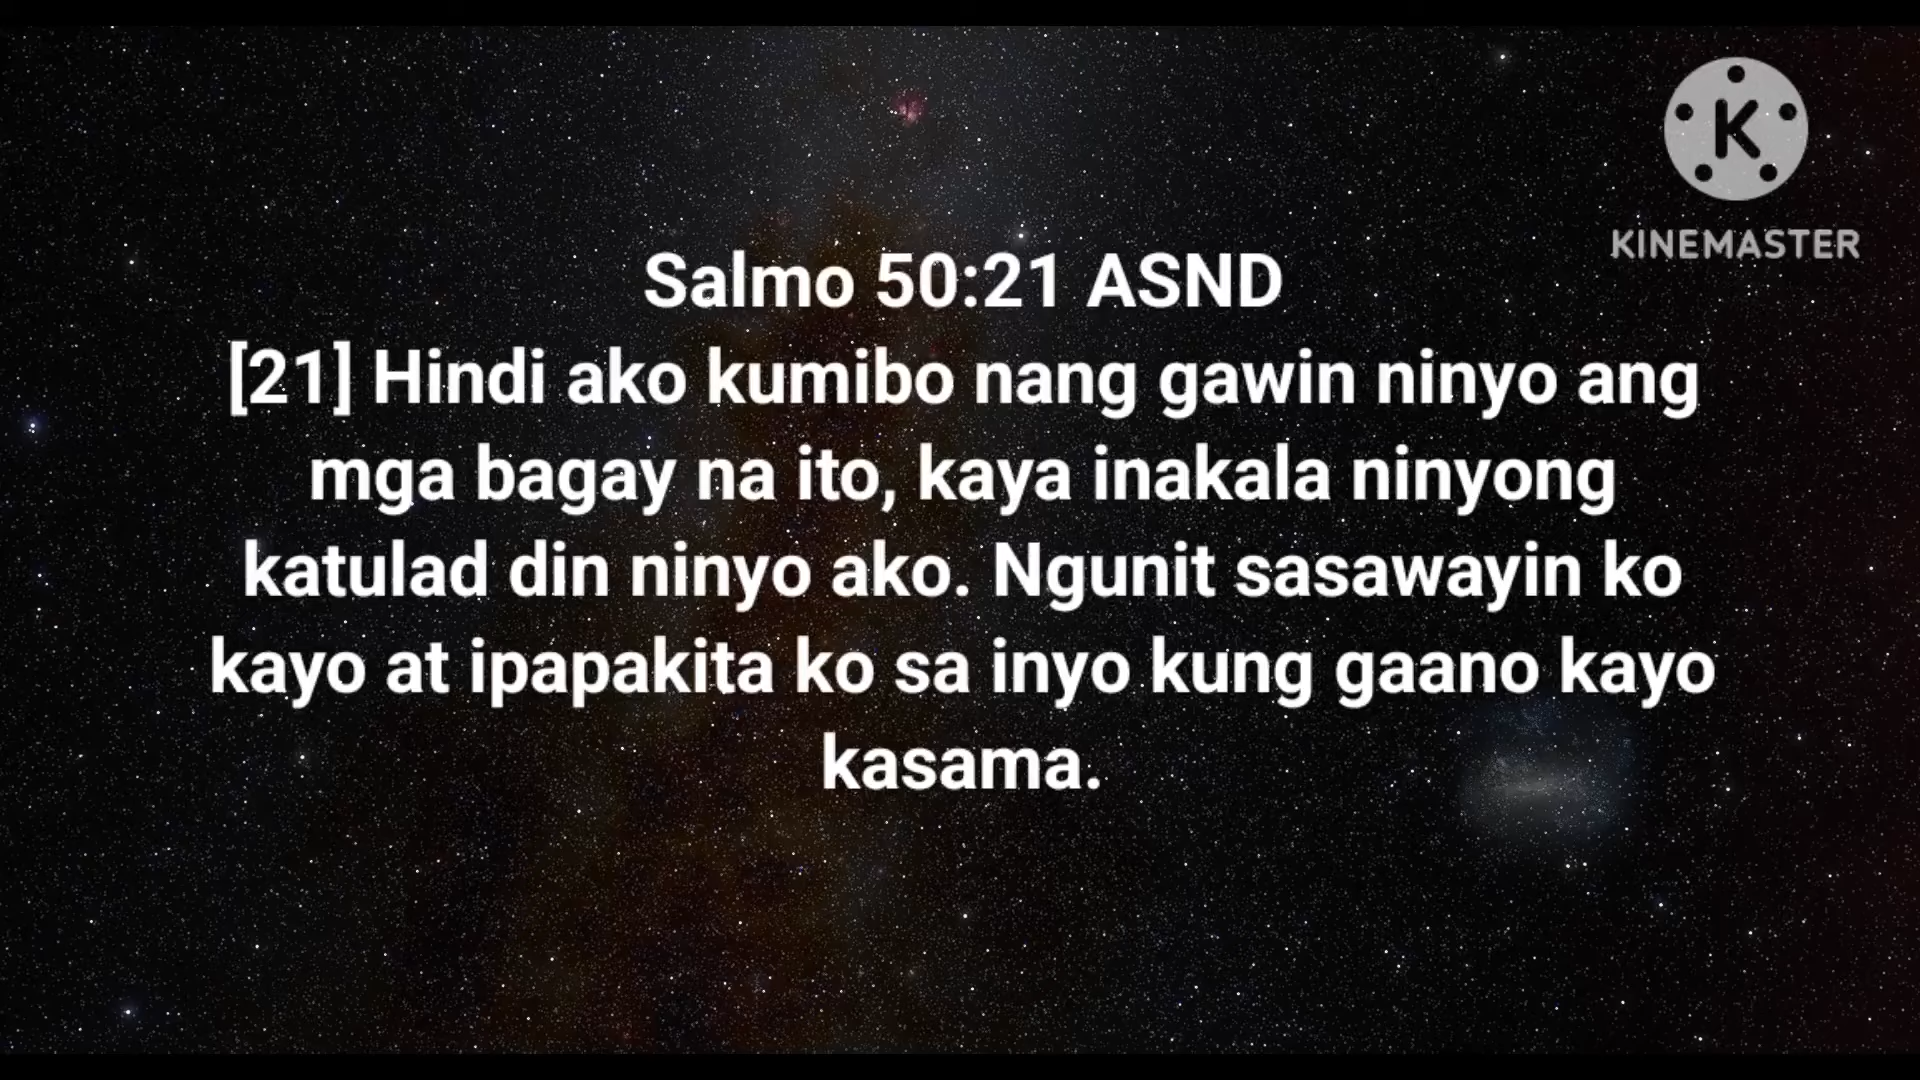 KINEMASTER
Salmo 50:21 ASND
[21] Hindi ako kumibo nang gawin ninyo ang
mga bagay na ito, kaya inakala ninyong
katulad din ninyo ako. Ngunit sasawayin ko
kayo at ipapakita ko sa inyo kung gaano kayo
kasama.